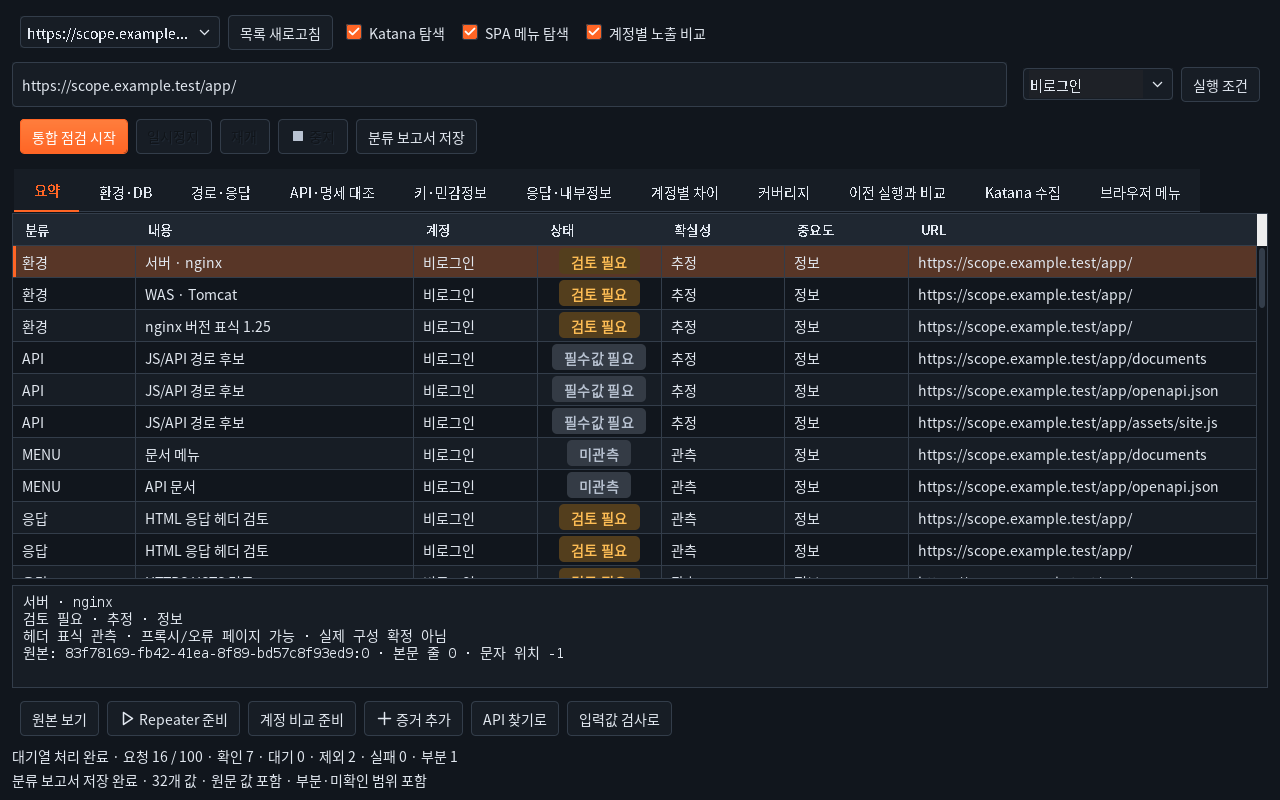 https://scope.example... 목록 새로고침 Katana 탐색 SPA 메뉴 탐색 계정별 노출 비교
https://scope.example.test/app/ 비로그인 실행 조건
통합 점검 시작 일시정지 재개 중지 분류 보고서 저장
요약 환경·DB 경로·응답 API·명세 대조 키·민감정보 응답·내부정보 계정별 차이 커버리지 이전 실행과 비교 Katana 수집 브라우저 메뉴
분류 내용 계정 상태 확실성 중요도 URL
환경 서버 · nginx 비로그인 검토 필요 추정 정보 https://scope.example.test/app/
환경 WAS · Tomcat 비로그인 검토 필요 추정 정보 https://scope.example.test/app/
환경 nginx 버전 표식 1.25 비로그인 검토 필요 추정 정보 https://scope.example.test/app/
API JS/API 경로 후보 비로그인 필수값 필요 추정 정보 https://scope.example.test/app/documents
API JS/API 경로 후보 비로그인 필수값 필요 추정 정보 https://scope.example.test/app/openapi.json
API JS/API 경로 후보 비로그인 필수값 필요 추정 정보 https://scope.example.test/app/assets/site.js
MENU 문서 메뉴 비로그인 미관측 관측 정보 https://scope.example.test/app/documents
MENU API 문서 비로그인 미관측 관측 정보 https://scope.example.test/app/openapi.json
응답 HTML 응답 헤더 검토 비로그인 검토 필요 관측 정보 https://scope.example.test/app/
응답 HTML 응답 헤더 검토 비로그인 검토 필요 관측 정보 https://scope.example.test/app/
서버 · nginx
검토 필요 · 추정 · 정보
헤더 표식 관측 · 프록시/오류 페이지 가능 · 실제 구성 확정 아님
원본: 83f78169-fb42-41ea-8f89-bd57c8f93ed9:0 · 본문 줄 0 · 문자 위치 -1
원본 보기 Repeater 준비 계정 비교 준비 증거 추가 API 찾기로 입력값 검사로
대기열 처리 완료 · 요청 16 / 100 · 확인 7 · 대기 0 · 제외 2 · 실패 0 · 부분 1
분류 보고서 저장 완료 · 32개 값 · 원문 값 포함 · 부분·미확인 범위 포함